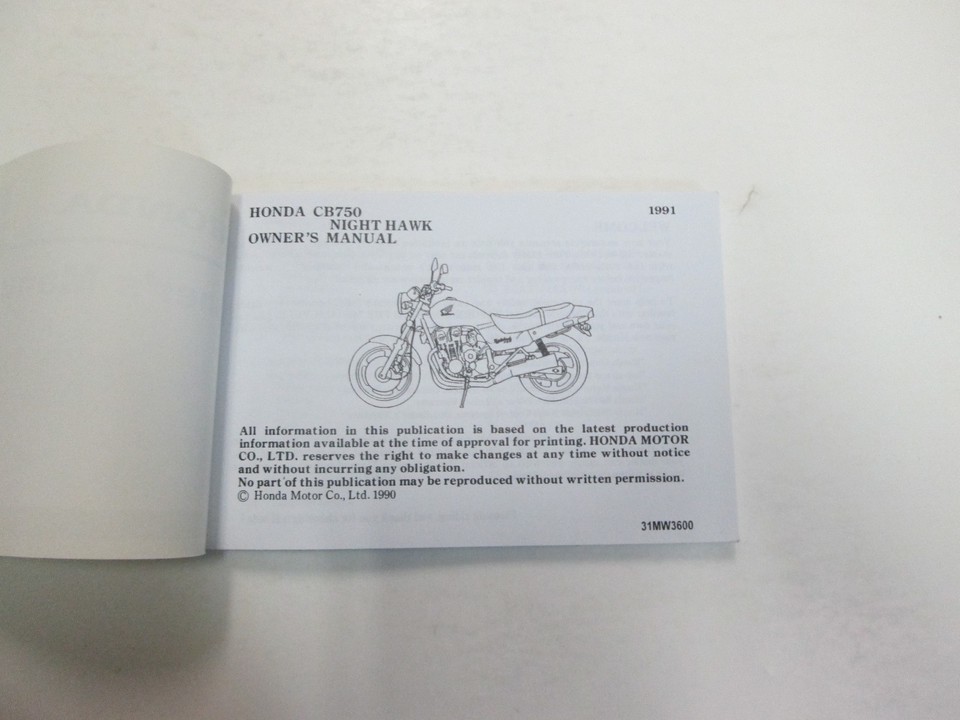 HONDA CB750
NIGHT HAWK
OWNER'S MANUAL
1991
All information in this publication is based on the latest production
information available at the time of approval for printing. HONDA MOTOR
CO., LTD. reserves the right to make changes at any time without notice
and without incurring any obligation.
No part of this publication may be reproduced without written permission.
© Honda Motor Co., Ltd. 1990
31MW3600